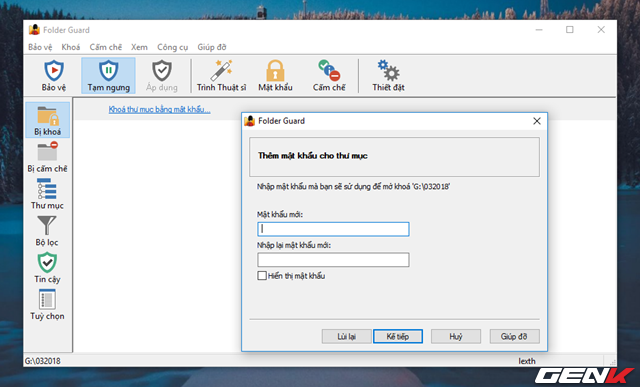 Folder Guard
Bảo vệ Khoá Cấm chế Xem Công cụ Giúp đỡ
Bảo vệ Tạm ngưng Áp dụng Trình Thuật sĩ Mật khẩu Cấm chế Thiết đặt
Khoá thư mục bằng mật khẩu...
Bị khoá
Bị cấm chế
Thư mục
Bộ lọc
Tin cậy
Tuỳ chọn
Folder Guard
Thêm mật khẩu cho thư mục
Nhập mật khẩu mà bạn sẽ sử dụng để mở khoá 'G:\032018'
Mật khẩu mới:
Nhập lại mật khẩu mới:
Hiển thị mật khẩu
Lùi lại Kế tiếp Huỷ Giúp đỡ
G:\032018 lexth
GENK